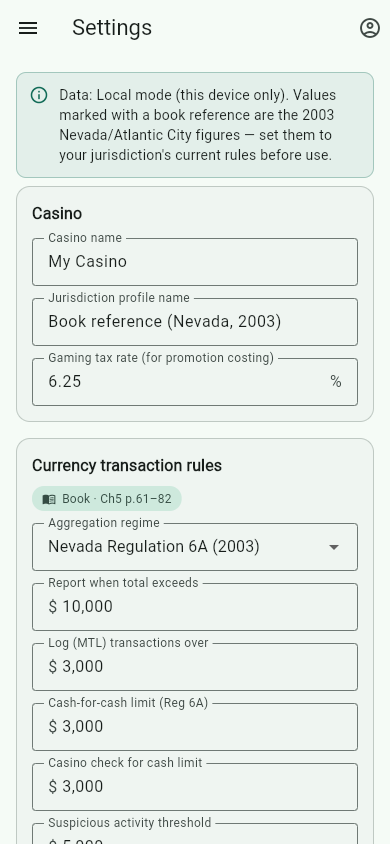 Settings
Data: Local mode (this device only). Values
marked with a book reference are the 2003
Nevada/Atlantic City figures — set them to
your jurisdiction's current rules before use.
Casino
Casino name
My Casino
Jurisdiction profile name
Book reference (Nevada, 2003)
Gaming tax rate (for promotion costing)
6.25 %
Currency transaction rules
Book · Ch5 p.61–82
Aggregation regime
Nevada Regulation 6A (2003)
Report when total exceeds
$ 10,000
Log (MTL) transactions over
$ 3,000
Cash-for-cash limit (Reg 6A)
$ 3,000
Casino check for cash limit
$ 3,000
Suspicious activity threshold